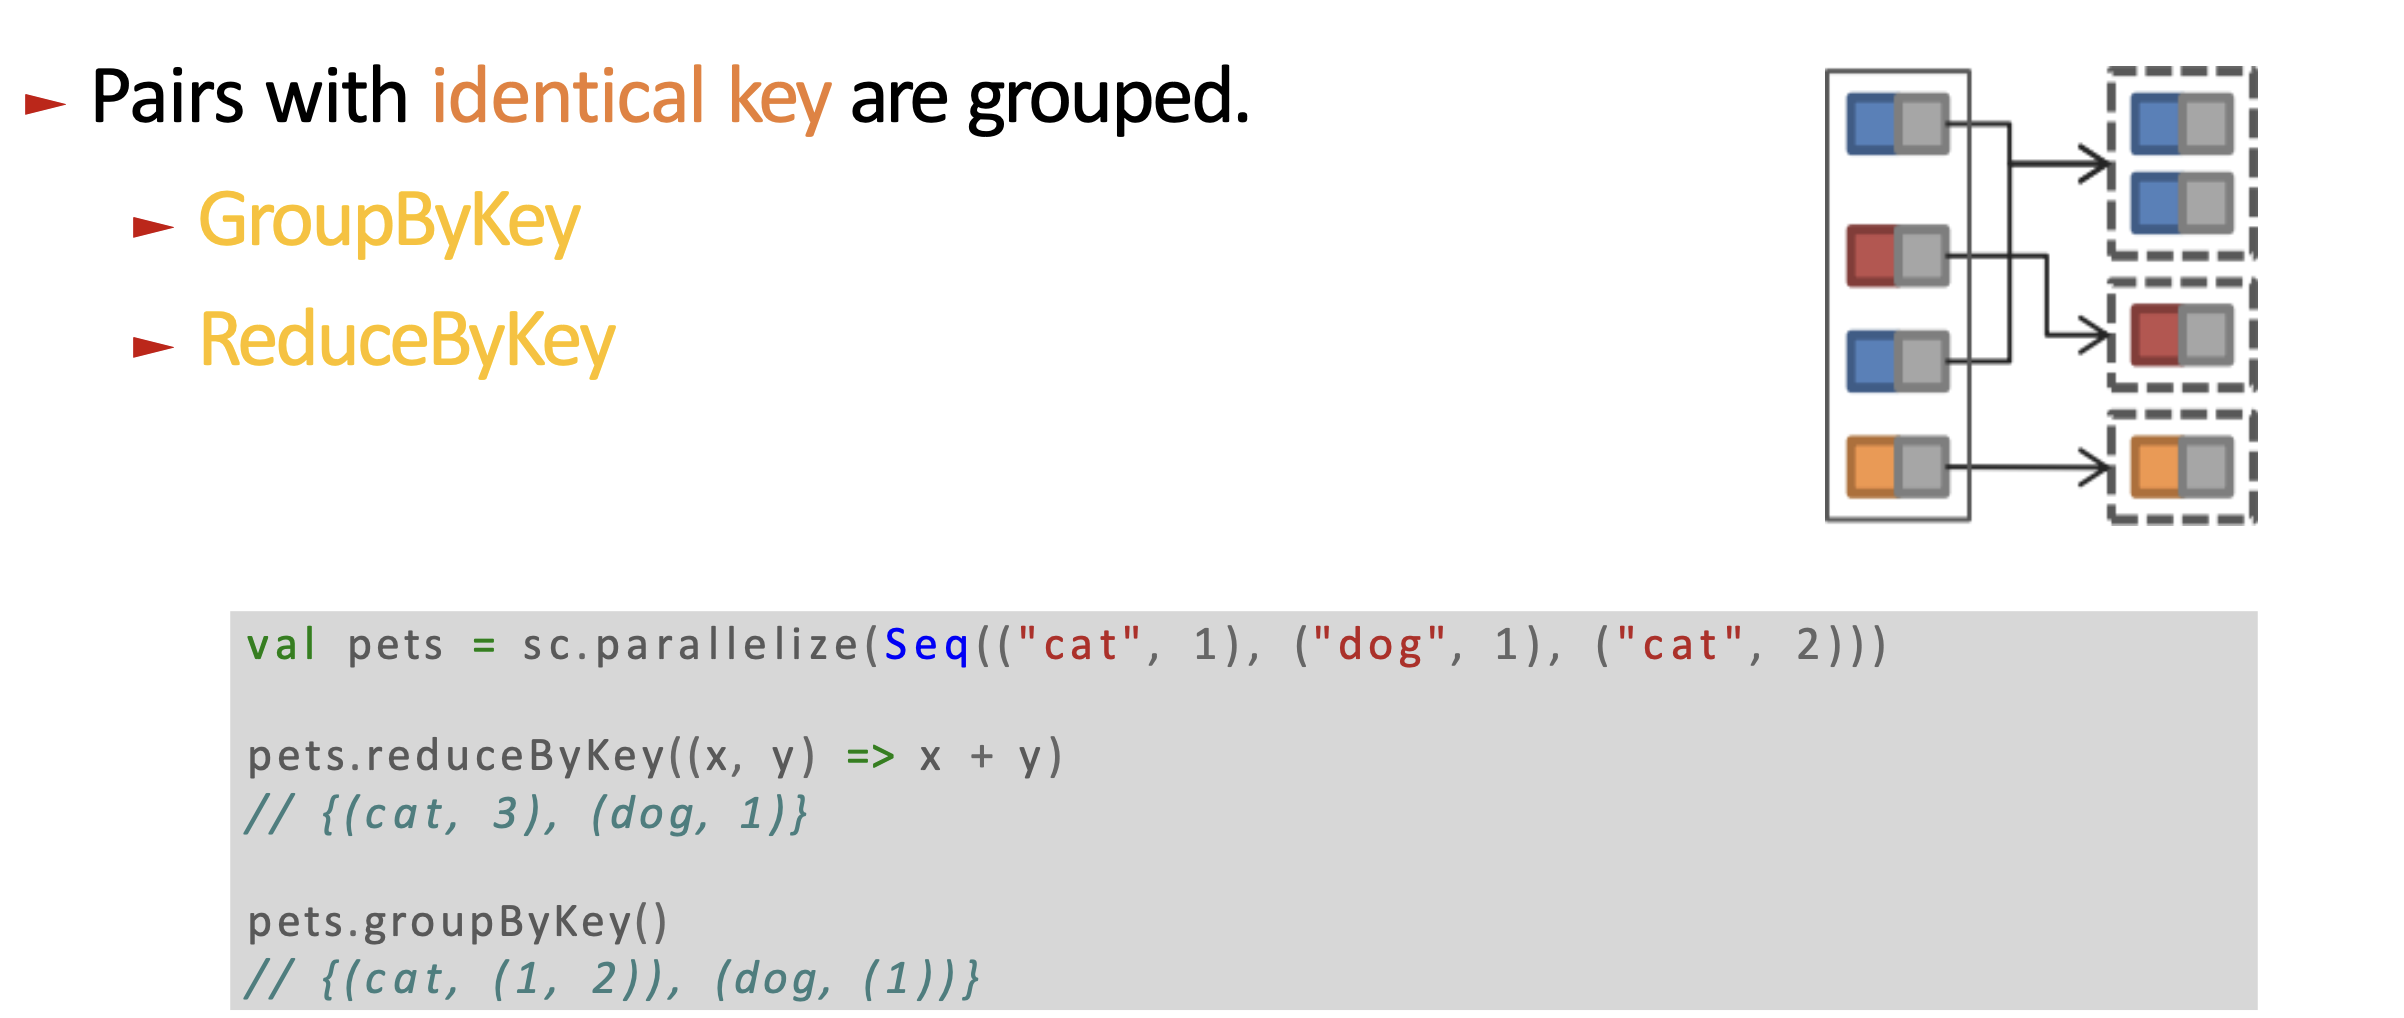 Pairs with identical key are grouped.
GroupByKey
ReduceByKey
val pets = sc.parallelize(Seq(("cat", 1), ("dog", 1), ("cat", 2)))
pets.reduceByKey((x, y) => x + y)
// {(cat, 3), (dog, 1)}
pets.groupByKey()
// {(cat, (1, 2)), (dog, (1))}